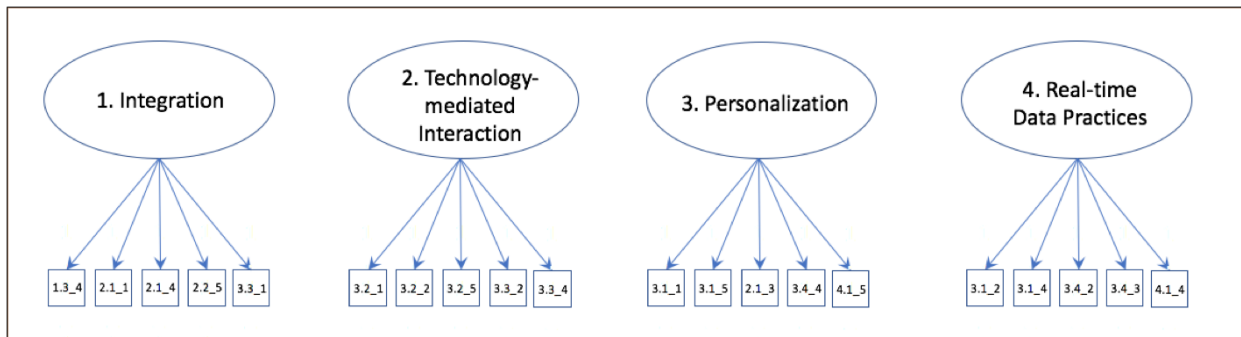 1. Integration
2. Technology-
mediated
Interaction
3. Personalization
4. Real-time
Data Practices
1.3_4 2.1_1 2.1_4 2.2_5 3.3_1
3.2_1 3.2_2 3.2_5 3.3_2 3.3_4
3.1_1 3.1_5 2.1_3 3.4_4 4.1_5
3.1_2 3.1_4 3.4_2 3.4_3 4.1_4